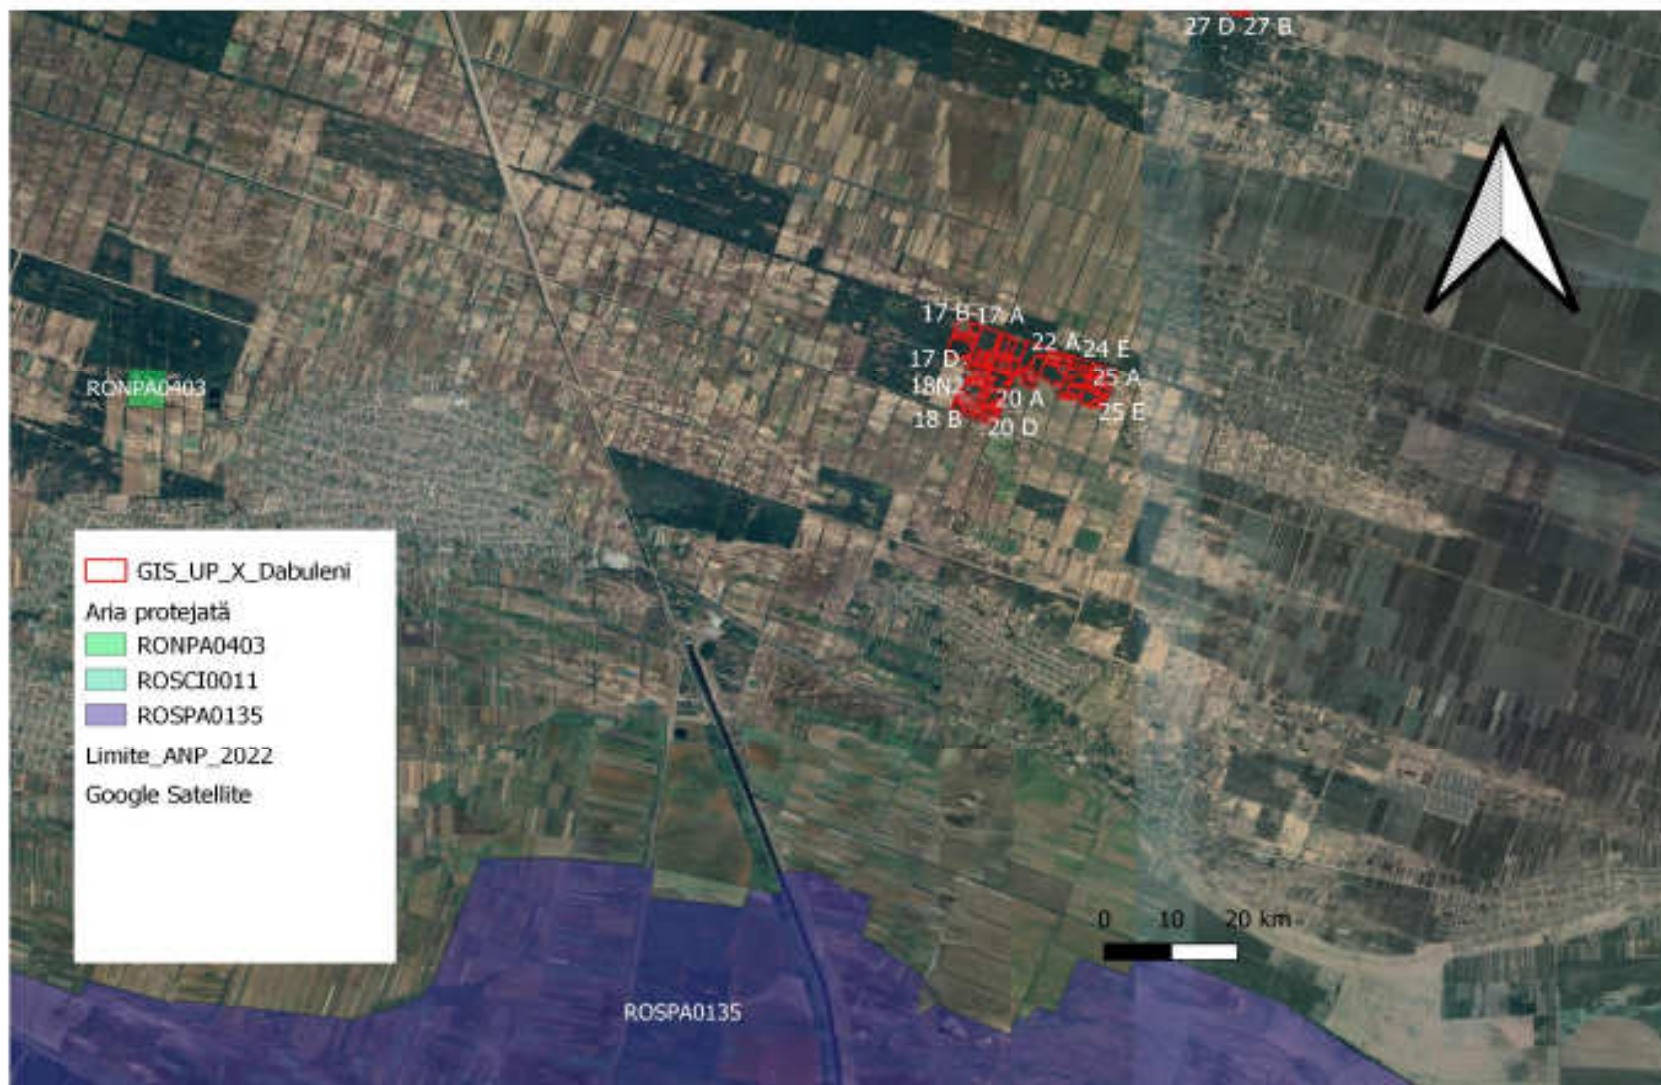 27 D 27 B
17 B 17 A
22 A 24 E
17 D
25 A
18N2
20 A
25 E
18 B
20 D
RONPA0403
GIS_UP_X_Dabuleni
Aria protejată
RONPA0403
ROSCI0011
ROSPA0135
Limite_ANP_2022
Google Satellite
0 10 20 km
ROSPA0135